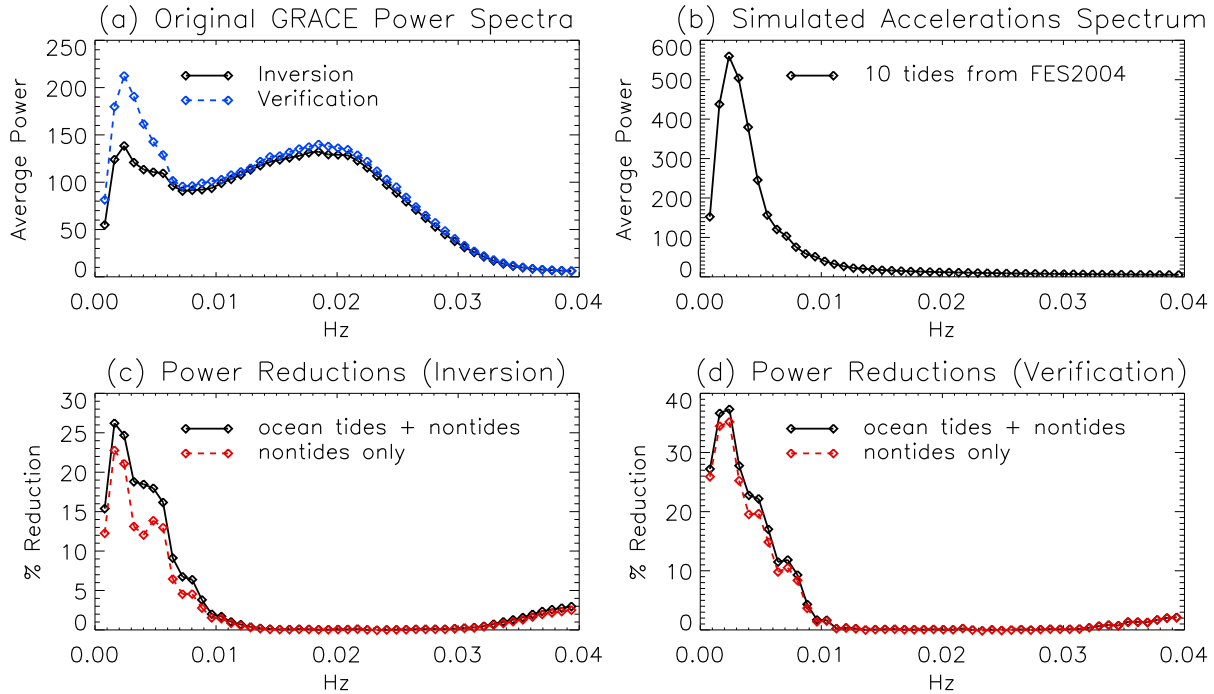 (a) Original GRACE Power Spectra
250
200
150
100
50
0
Average Power
Inversion
Verification
0.00 0.01 0.02 0.03 0.04
Hz
(b) Simulated Accelerations Spectrum
600
500
400
300
200
100
0
Average Power
10 tides from FES2004
0.00 0.01 0.02 0.03 0.04
Hz
(c) Power Reductions (Inversion)
30
25
20
15
10
5
0
% Reduction
ocean tides + nontides
nontides only
0.00 0.01 0.02 0.03 0.04
Hz
(d) Power Reductions (Verification)
40
30
20
10
0
% Reduction
ocean tides + nontides
nontides only
0.00 0.01 0.02 0.03 0.04
Hz